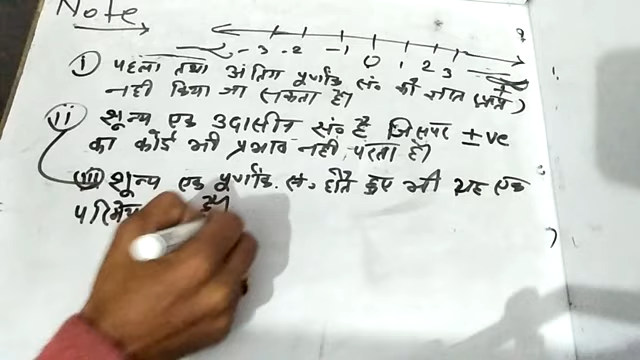 Note
-3 -2 -1 0 1 2 3
(i) पहला तथा अंतिम पूर्णांक सं० को ज्ञात (प्राप्त)
नहीं किया जा सकता है।
(ii) शून्य एक उदासीन सं० है जिसपर ±ve
का कोई भी प्रभाव नहीं परता है।
(iii) शून्य एक पूर्णांक सं० होते हुए भी यह एक
है।